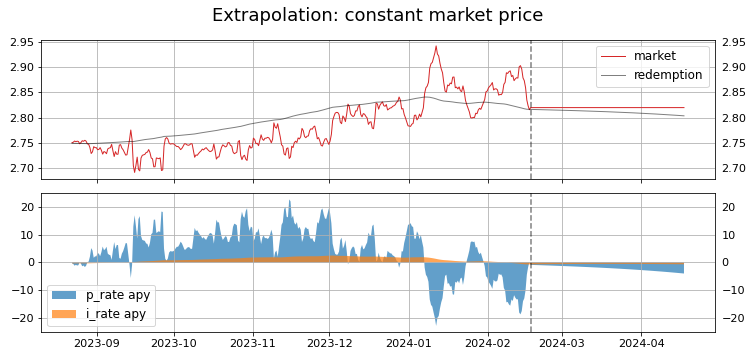 Extrapolation: constant market price
2.95 2.95
2.90 2.90
2.85 2.85
2.80 2.80
2.75 2.75
2.70 2.70
market
redemption
20 20
10 10
0 0
−10 −10
−20 −20
p_rate apy
i_rate apy
2023-09 2023-10 2023-11 2023-12 2024-01 2024-02 2024-03 2024-04